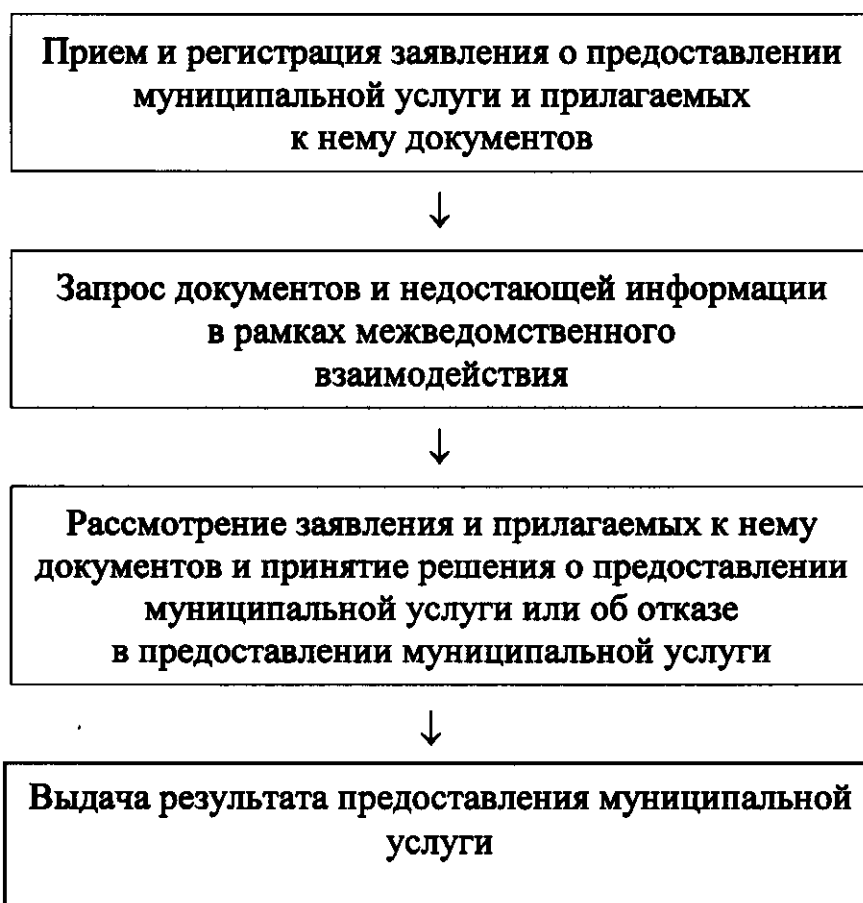 Прием и регистрация заявления о предоставлении
муниципальной услуги и прилагаемых
к нему документов
↓
Запрос документов и недостающей информации
в рамках межведомственного
взаимодействия
↓
Рассмотрение заявления и прилагаемых к нему
документов и принятие решения о предоставлении
муниципальной услуги или об отказе
в предоставлении муниципальной услуги
↓
Выдача результата предоставления муниципальной
услуги